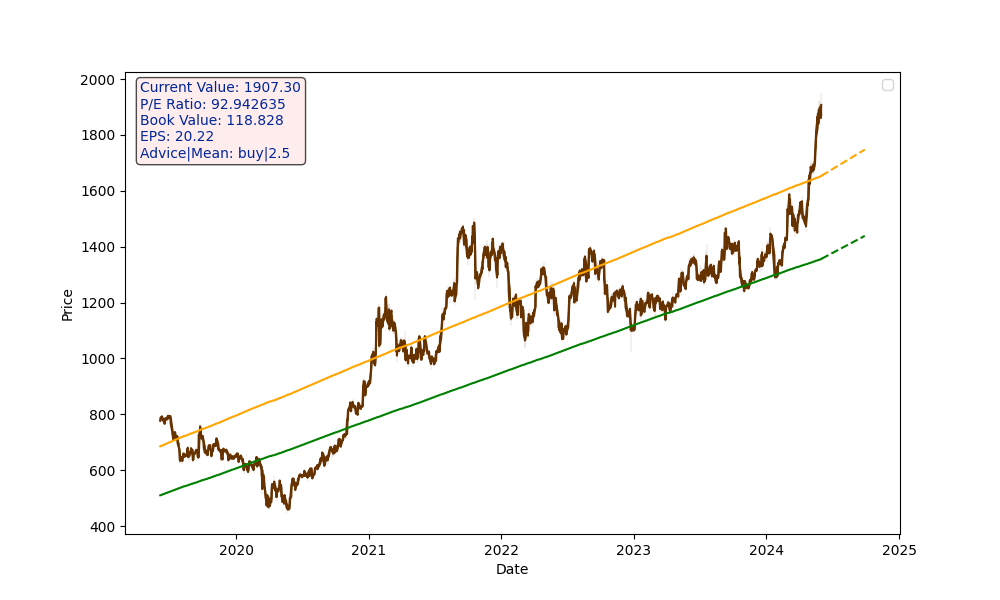 Current Value: 1907.30
P/E Ratio: 92.942635
Book Value: 118.828
EPS: 20.22
Advice|Mean: buy|2.5
2000
1800
1600
1400
1200
1000
800
600
400
Price
2020
2021
2022
2023
2024
2025
Date